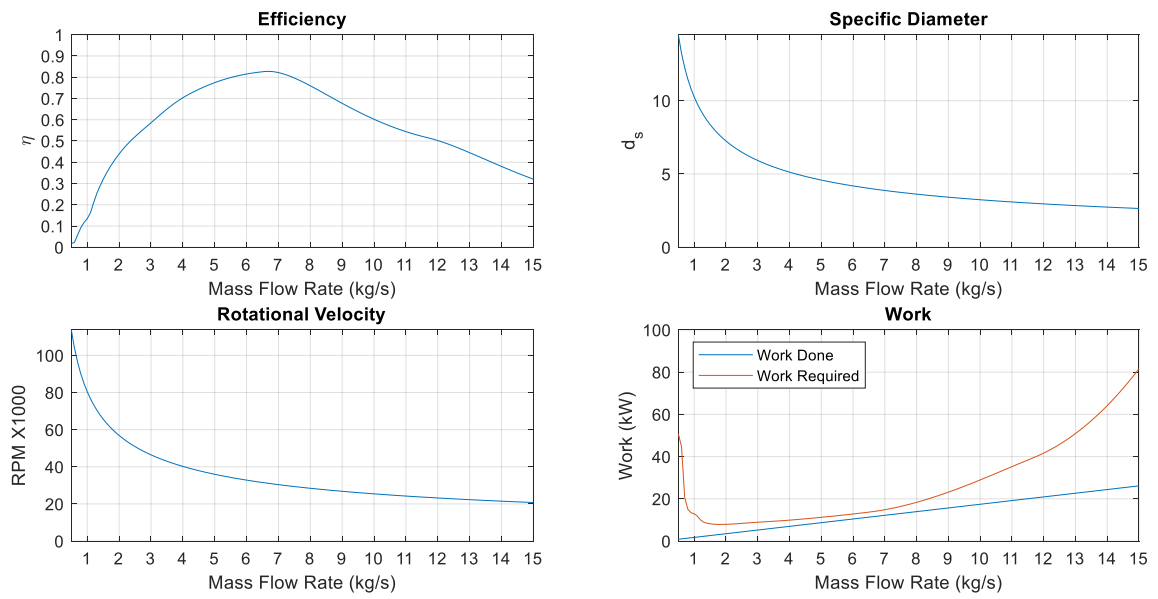 Efficiency
1
0.9
0.8
0.7
0.6
0.5
0.4
0.3
0.2
0.1
0
η
1 2 3 4 5 6 7 8 9 10 11 12 13 14 15
Mass Flow Rate (kg/s)
Specific Diameter
10
5
0
d_s
1 2 3 4 5 6 7 8 9 10 11 12 13 14 15
Mass Flow Rate (kg/s)
Rotational Velocity
100
80
60
40
20
0
RPM X1000
1 2 3 4 5 6 7 8 9 10 11 12 13 14 15
Mass Flow Rate (kg/s)
Work
100
80
60
40
20
0
Work (kW)
Work Done
Work Required
1 2 3 4 5 6 7 8 9 10 11 12 13 14 15
Mass Flow Rate (kg/s)